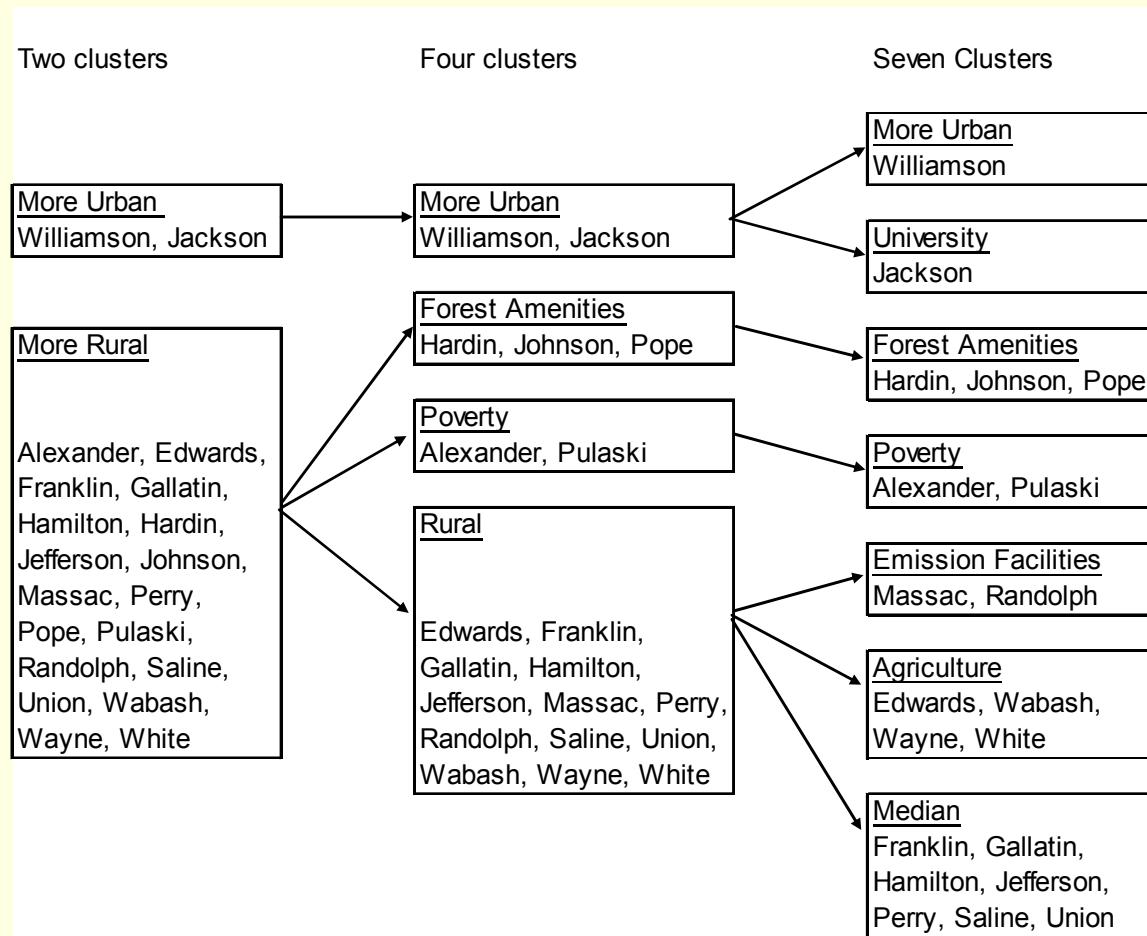 Two clusters
Four clusters
Seven Clusters
More Urban
Williamson, Jackson
More Rural
Alexander, Edwards,
Franklin, Gallatin,
Hamilton, Hardin,
Jefferson, Johnson,
Massac, Perry,
Pope, Pulaski,
Randolph, Saline,
Union, Wabash,
Wayne, White
More Urban
Williamson, Jackson
Forest Amenities
Hardin, Johnson, Pope
Poverty
Alexander, Pulaski
Rural
Edwards, Franklin,
Gallatin, Hamilton,
Jefferson, Massac, Perry,
Randolph, Saline, Union,
Wabash, Wayne, White
More Urban
Williamson
University
Jackson
Forest Amenities
Hardin, Johnson, Pope
Poverty
Alexander, Pulaski
Emission Facilities
Massac, Randolph
Agriculture
Edwards, Wabash,
Wayne, White
Median
Franklin, Gallatin,
Hamilton, Jefferson,
Perry, Saline, Union